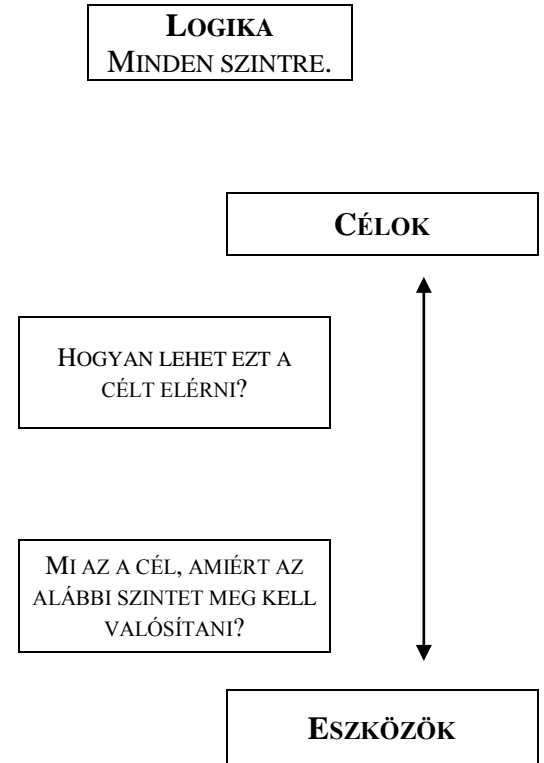 LOGIKA
MINDEN SZINTRE.
CÉLOK
HOGYAN LEHET EZT A
CÉLT ELÉRNI?
MI AZ A CÉL, AMIÉRT AZ
ALÁBBI SZINTET MEG KELL
VALÓSÍTANI?
ESZKÖZÖK